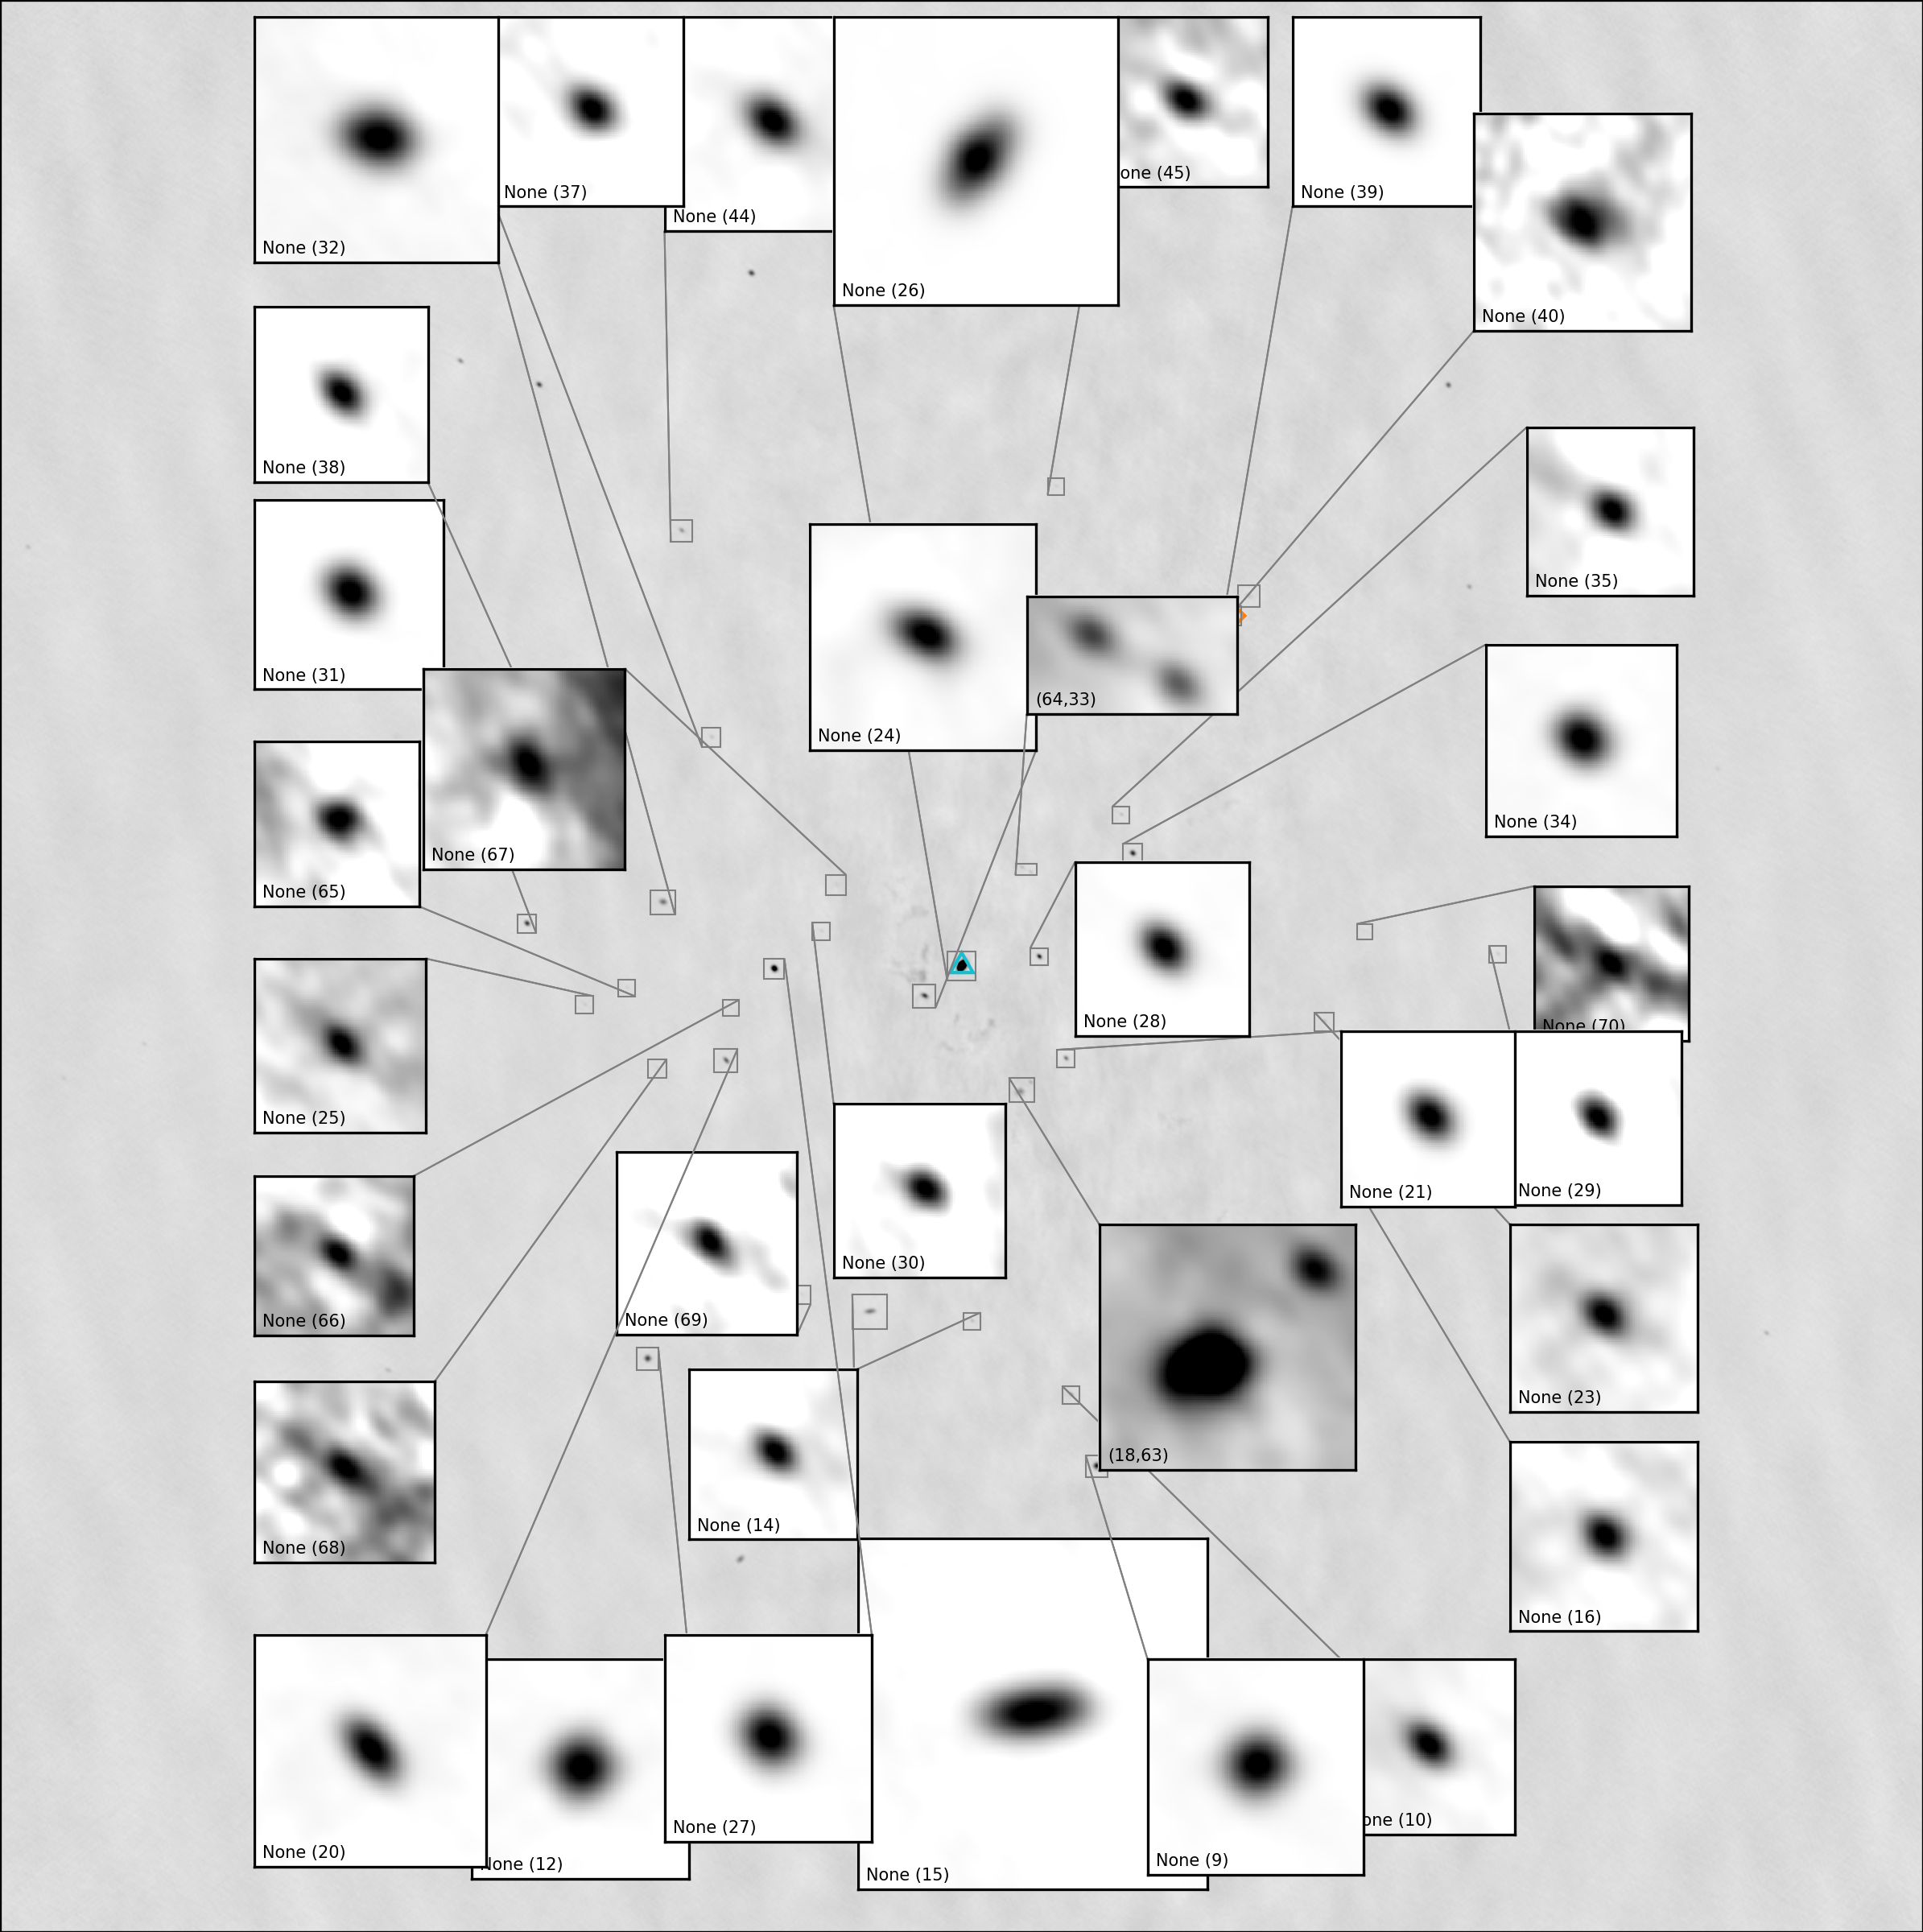 None (32)
None (37)
None (44)
None (26)
one (45)
None (39)
None (40)
None (38)
None (35)
None (31)
None (24)
(64,33)
None (34)
None (67)
None (65)
None (28)
None (70)
None (25)
None (21)
None (29)
None (66)
None (69)
None (30)
None (23)
(18,63)
None (68)
None (14)
None (16)
None (20)
None (12)
None (27)
None (15)
None (9)
one (10)